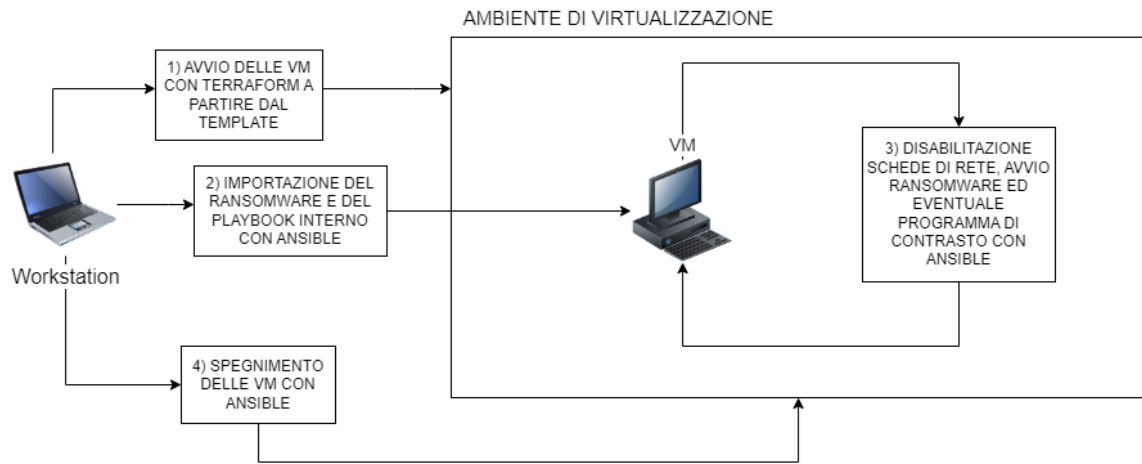 AMBIENTE DI VIRTUALIZZAZIONE
1) AVVIO DELLE VM
CON TERRAFORM A
PARTIRE DAL
TEMPLATE
2) IMPORTAZIONE DEL
RANSOMWARE E DEL
PLAYBOOK INTERNO
CON ANSIBLE
Workstation
VM
3) DISABILITAZIONE
SCHEDE DI RETE, AVVIO
RANSOMWARE ED
EVENTUALE
PROGRAMMA DI
CONTRASTO CON
ANSIBLE
4) SPEGNIMENTO
DELLE VM CON
ANSIBLE